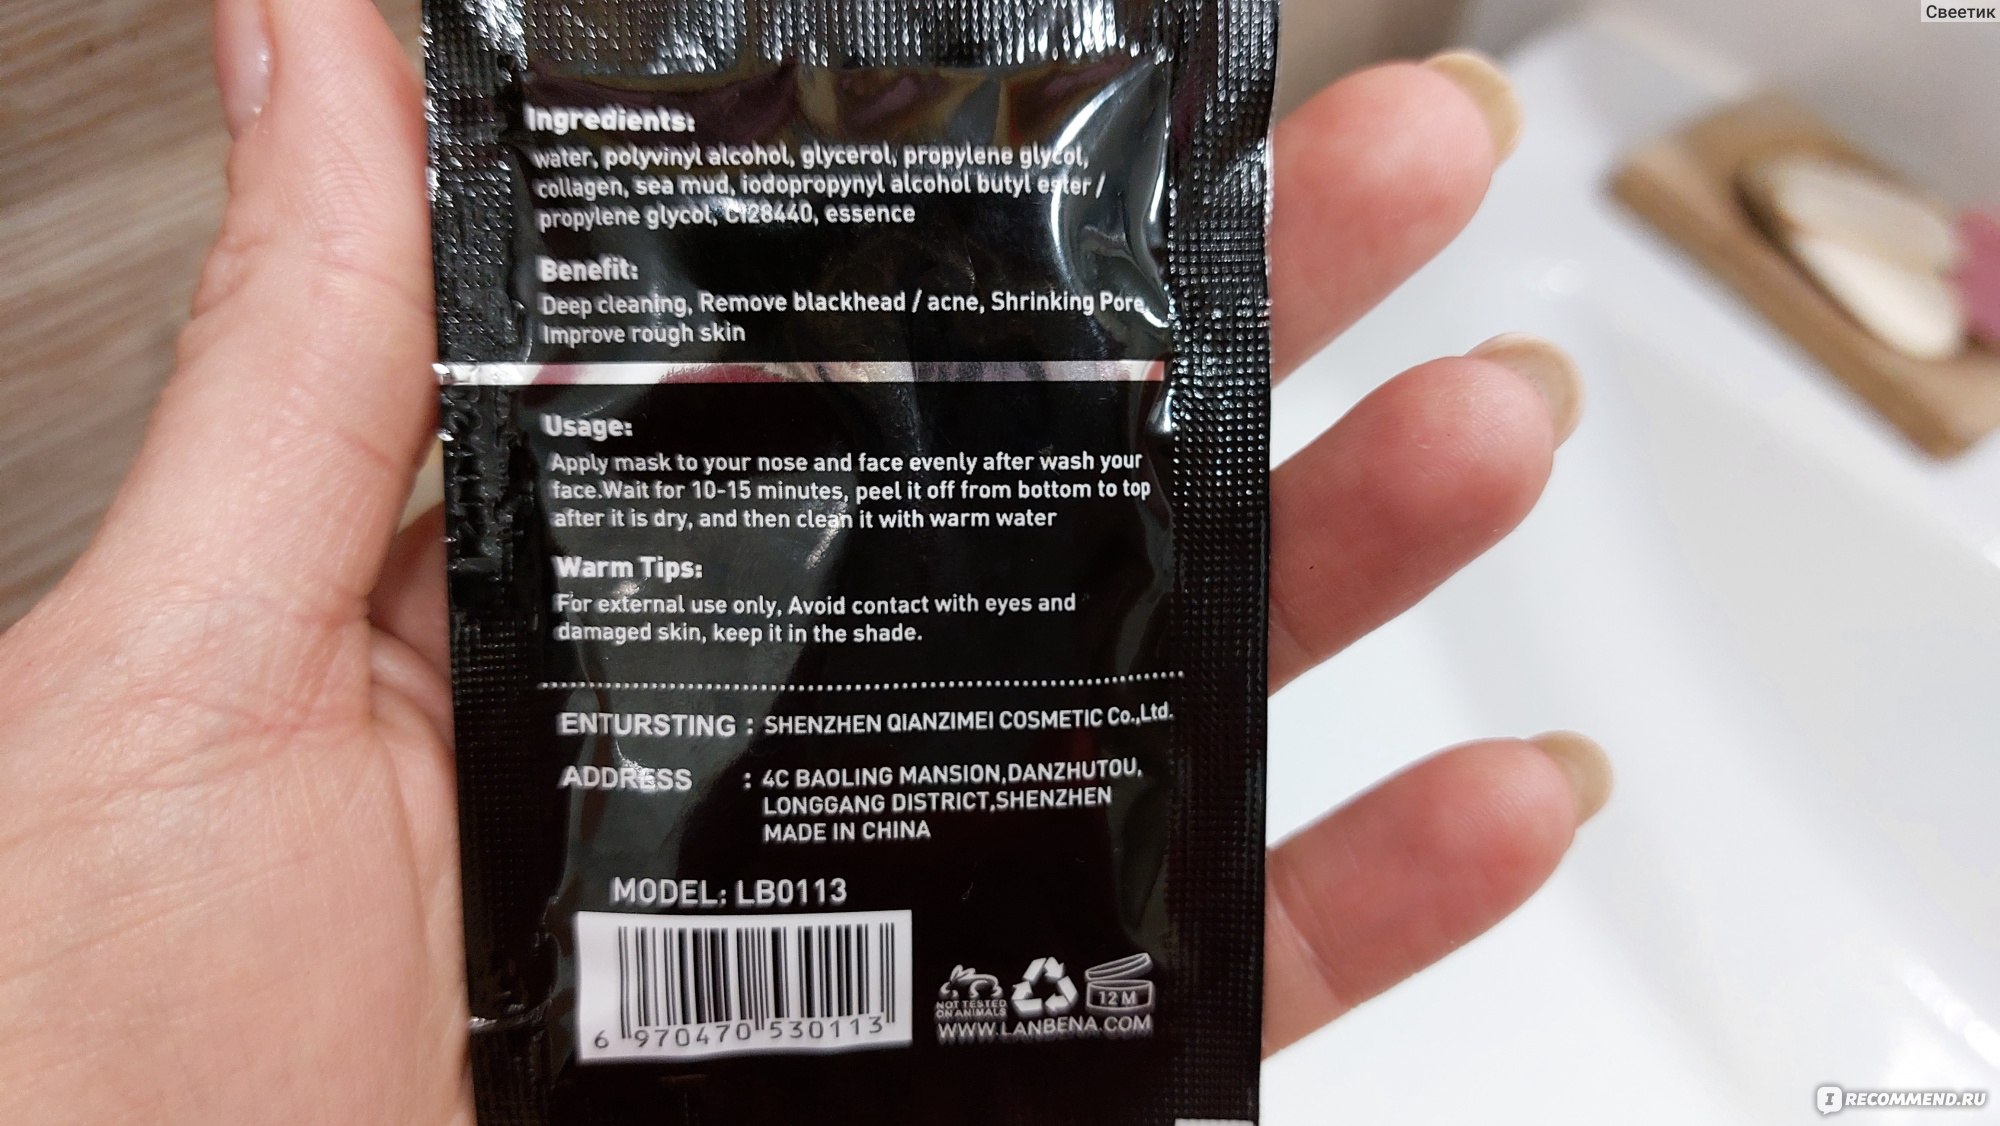 Свеетик
Ingredients:
water, polyvinyl alcohol, glycerol, propylene glycol,
collagen, sea mud, iodopropynyl alcohol butyl ester /
propylene glycol, CI28440, essence
Benefit:
Deep cleaning, Remove blackhead / acne, Shrinking Pore,
Improve rough skin
Usage:
Apply mask to your nose and face evenly after wash your
face.Wait for 10-15 minutes, peel it off from bottom to top
after it is dry, and then clean it with warm water
Warm Tips:
For external use only, Avoid contact with eyes and
damaged skin, keep it in the shade.
ENTURSTING : SHENZHEN QIANZIMEI COSMETIC Co.,Ltd.
ADDRESS : 4C BAOLING MANSION,DANZHUTOU,
LONGGANG DISTRICT,SHENZHEN
MADE IN CHINA
MODEL: LB0113
6 970470 530113
NOT TESTED
ON ANIMALS
12 M
WWW.LANBENA.COM
I RECOMMEND.RU